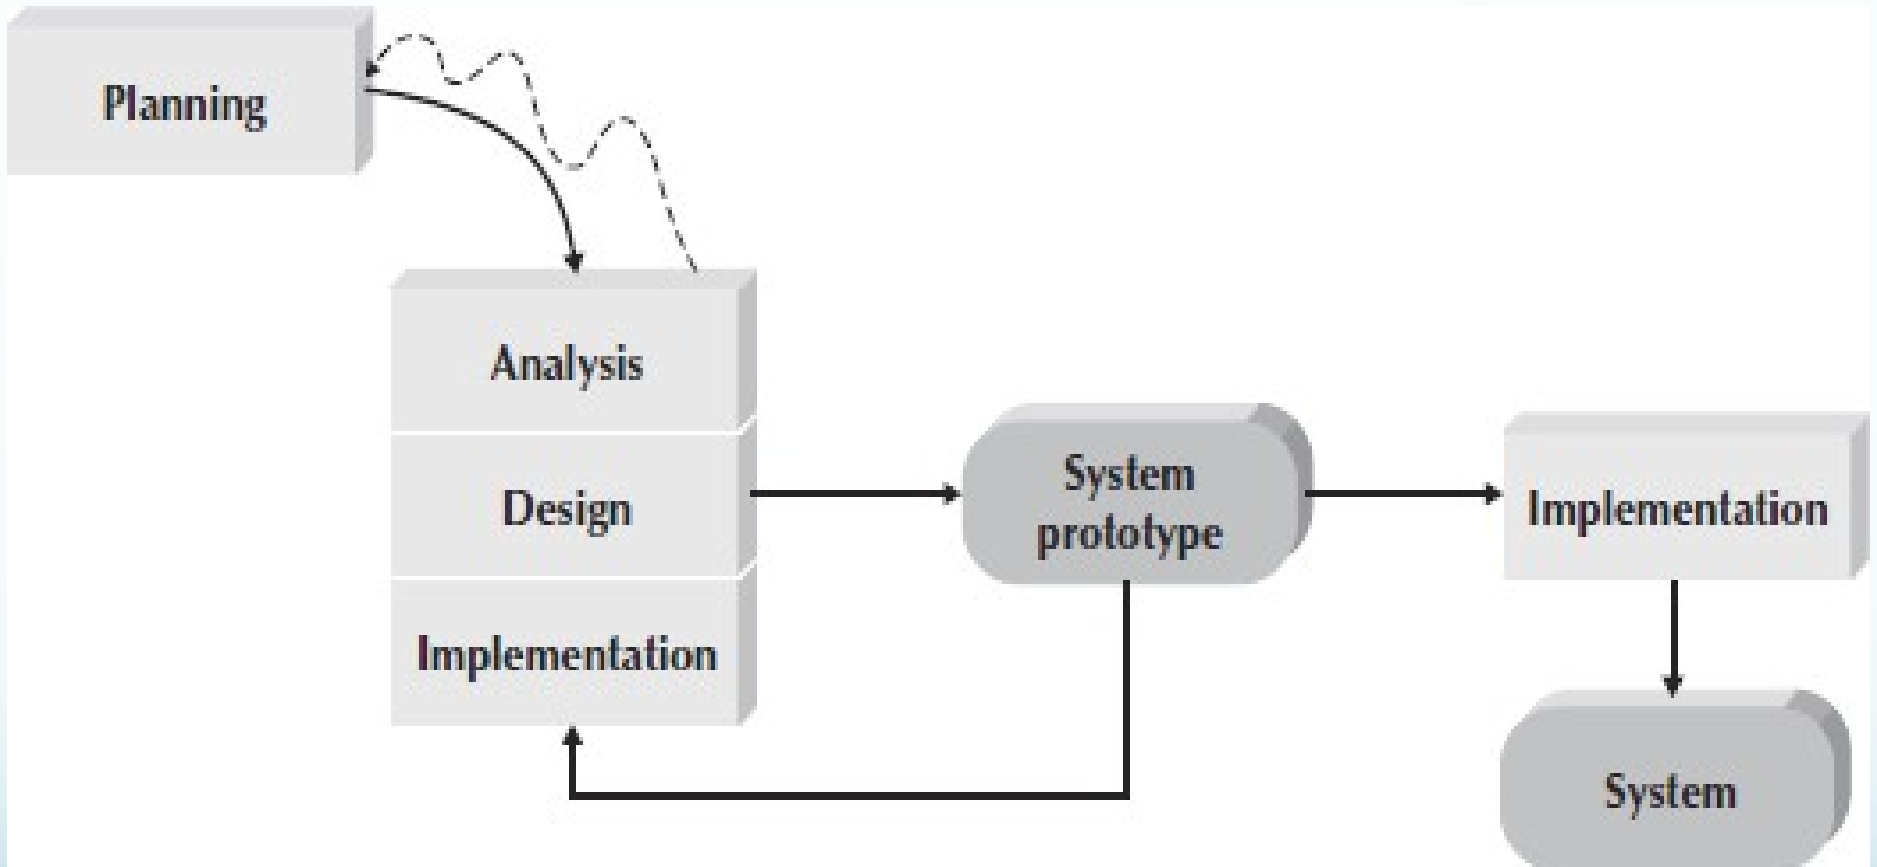 Planning
Analysis
Design
Implementation
System
prototype
Implementation
System